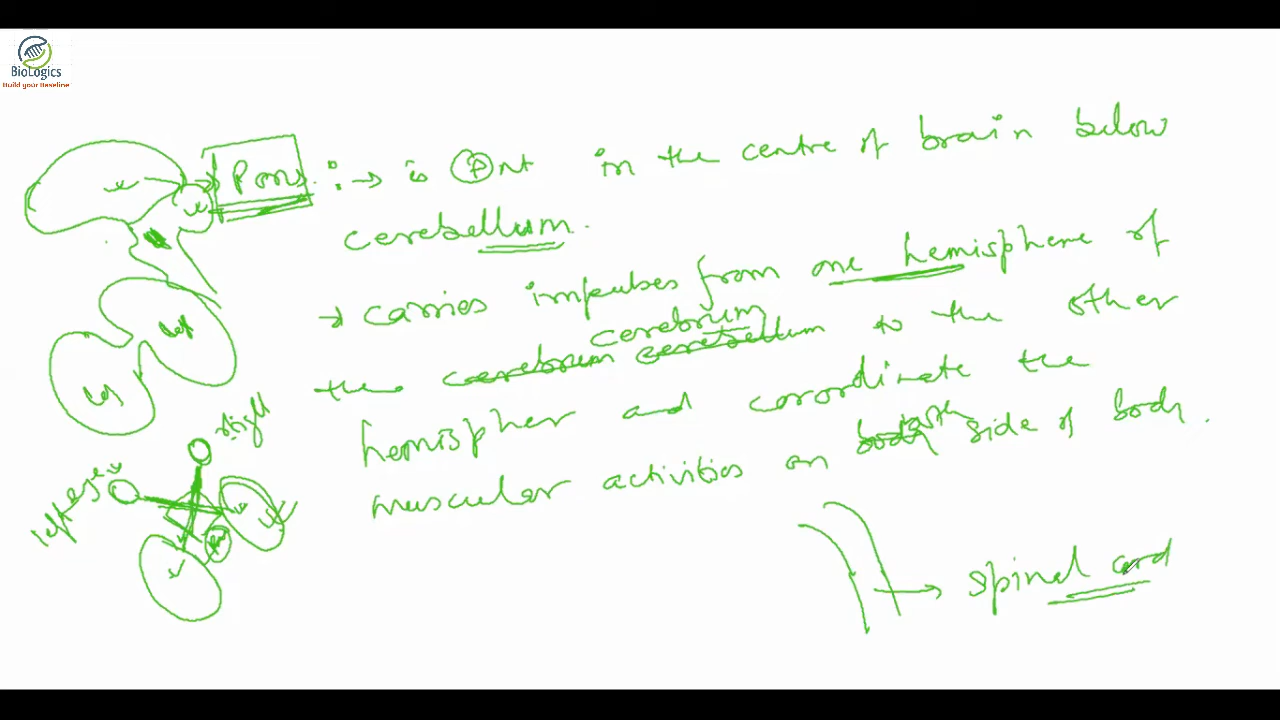 BioLogics
Build your Baseline
Pons :→ is Pnt in the centre of brain below
cerebellum.
→ carries impulses from one hemisphere of
cerebrum
the cerebrum cerebellum to the other
hemispher and coordinate the
muscular activities on body both side of body.
right
left eye
spinal cord